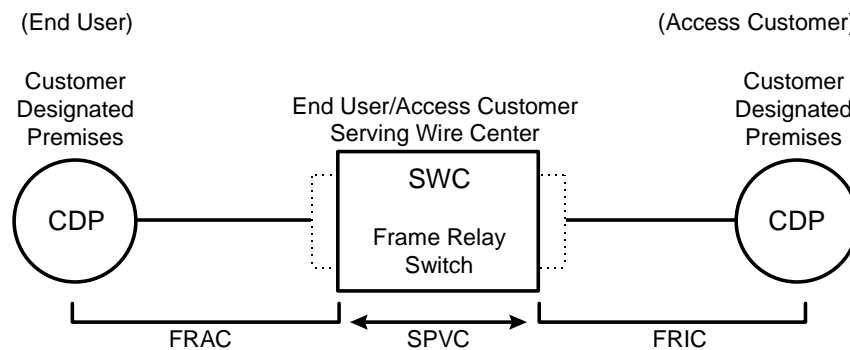 (End User)
(Access Customer)
Customer
Designated
Premises
End User/Access Customer
Serving Wire Center
Customer
Designated
Premises
CDP
SWC
Frame Relay
Switch
CDP
FRAC
SPVC
FRIC